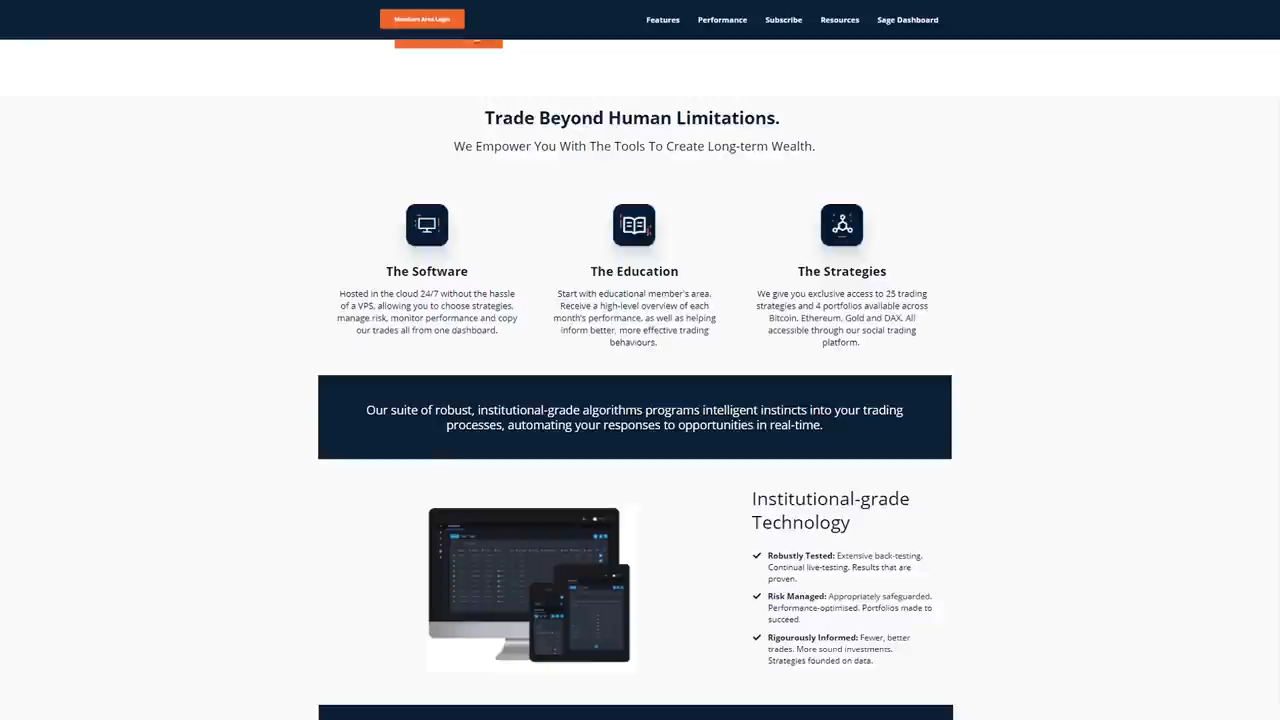 Members Area Login
Features
Performance
Subscribe
Resources
Sage Dashboard
Trade Beyond Human Limitations.
We Empower You With The Tools To Create Long-term Wealth.
The Software
Hosted in the cloud 24/7 without the hassle
of a VPS, allowing you to choose strategies,
manage risk, monitor performance and copy
our trades all from one dashboard.
The Education
Start with educational member's area.
Receive a high-level overview of each
month's performance, as well as helping
inform better, more effective trading
behaviours.
The Strategies
We give you exclusive access to 25 trading
strategies and 4 portfolios available across
Bitcoin, Ethereum, Gold and DAX. All
accessible through our social trading
platform.
Our suite of robust, institutional-grade algorithms programs intelligent instincts into your trading
processes, automating your responses to opportunities in real-time.
Institutional-grade
Technology
Robustly Tested: Extensive back-testing.
Continual live-testing. Results that are
proven.
Risk Managed: Appropriately safeguarded.
Performance-optimised. Portfolios made to
succeed.
Rigourously Informed: Fewer, better
trades. More sound investments.
Strategies founded on data.